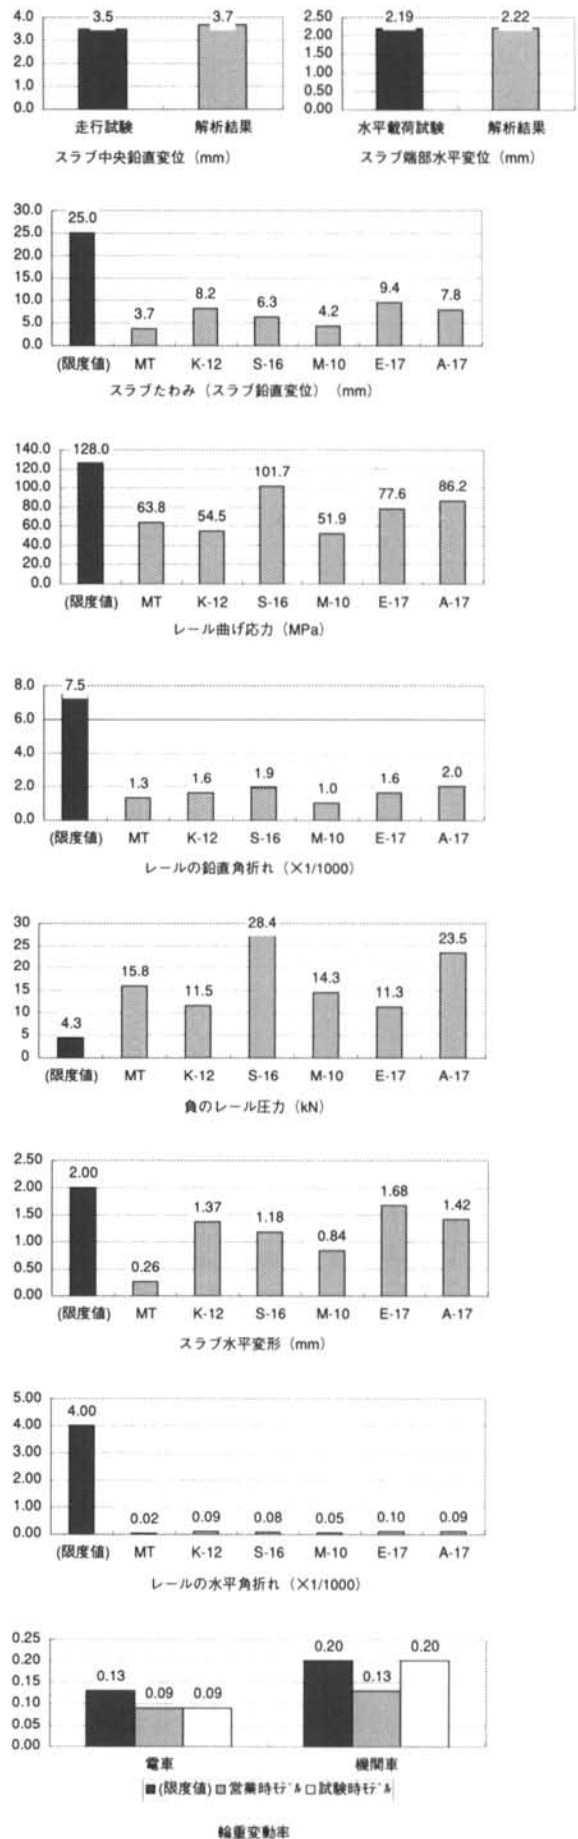 4.0 3.5 3.7
3.0
2.0
1.0
0.0
走行試験 解析結果
スラブ中央鉛直変位（mm）
2.50 2.19 2.22
2.00
1.50
1.00
0.50
0.00
水平載荷試験 解析結果
スラブ端部水平変位（mm）
30.0
25.0 25.0
20.0
15.0
10.0 3.7 8.2 6.3 4.2 9.4 7.8
5.0
0.0
(限度値) MT K-12 S-16 M-10 E-17 A-17
スラブたわみ（スラブ鉛直変位）（mm）
140.0 128.0
120.0 101.7
100.0 63.8 54.5 51.9 77.6 86.2
80.0
60.0
40.0
20.0
0.0
(限度値) MT K-12 S-16 M-10 E-17 A-17
レール曲げ応力（MPa）
8.0 7.5
6.0
4.0
2.0 1.3 1.6 1.9 1.0 1.6 2.0
0.0
(限度値) MT K-12 S-16 M-10 E-17 A-17
レールの鉛直角折れ（×1/1000）
30 28.4
25 23.5
20 15.8 14.3
15 11.5 11.3
10 4.3
5
0
(限度値) MT K-12 S-16 M-10 E-17 A-17
負のレール圧力（kN）
2.50
2.00 2.00
1.50 1.37 1.18 1.68 1.42
1.00 0.84
0.50 0.26
0.00
(限度値) MT K-12 S-16 M-10 E-17 A-17
スラブ水平変形（mm）
5.00
4.00 4.00
3.00
2.00
1.00
0.00 0.02 0.09 0.08 0.05 0.10 0.09
(限度値) MT K-12 S-16 M-10 E-17 A-17
レールの水平角折れ（×1/1000）
0.25
0.20 0.20 0.20
0.15 0.13 0.13
0.10 0.09 0.09
0.05
0.00
電車 機関車
■(限度値) ▨営業時ﾓﾃﾞﾙ □試験時ﾓﾃﾞﾙ
輪重変動率